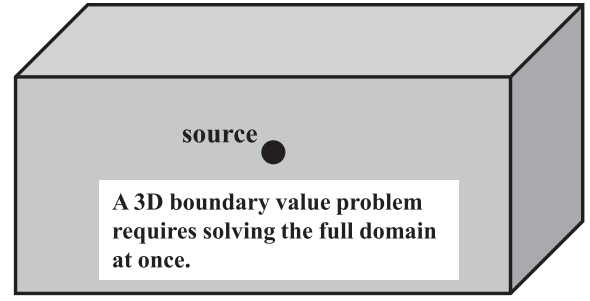 source
A 3D boundary value problem
requires solving the full domain
at once.